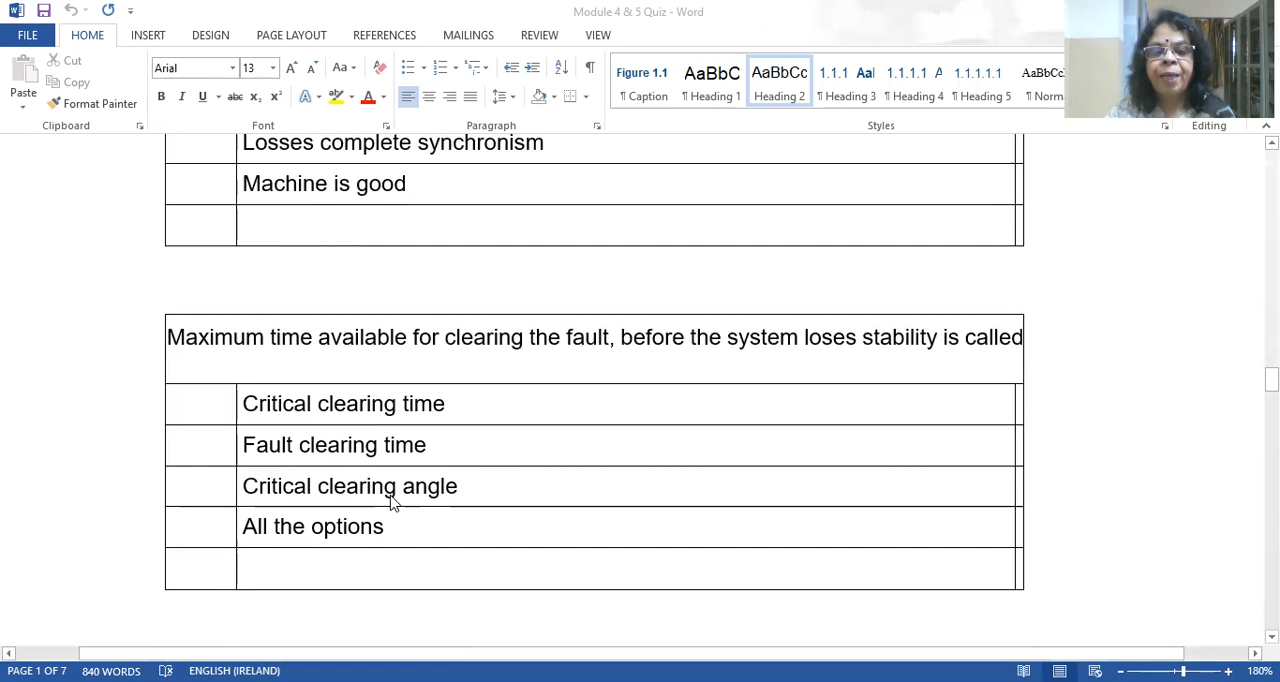 Module 4 & 5 Quiz - Word
FILE HOME INSERT DESIGN PAGE LAYOUT REFERENCES MAILINGS REVIEW VIEW
Paste
Cut
Copy
Format Painter
Clipboard
Arial 13
Font
Paragraph
Figure 1.1 AaBbC AaBbCc 1.1.1 Aal 1.1.1.1 A 1.1.1.1.1 AaBbCcI
¶ Caption ¶ Heading 1 Heading 2 ¶ Heading 3 ¶ Heading 4 ¶ Heading 5 ¶ Norm
Styles
Editing
Losses complete synchronism
Machine is good
Maximum time available for clearing the fault, before the system loses stability is called
Critical clearing time
Fault clearing time
Critical clearing angle
All the options
PAGE 1 OF 7 840 WORDS ENGLISH (IRELAND) 180%